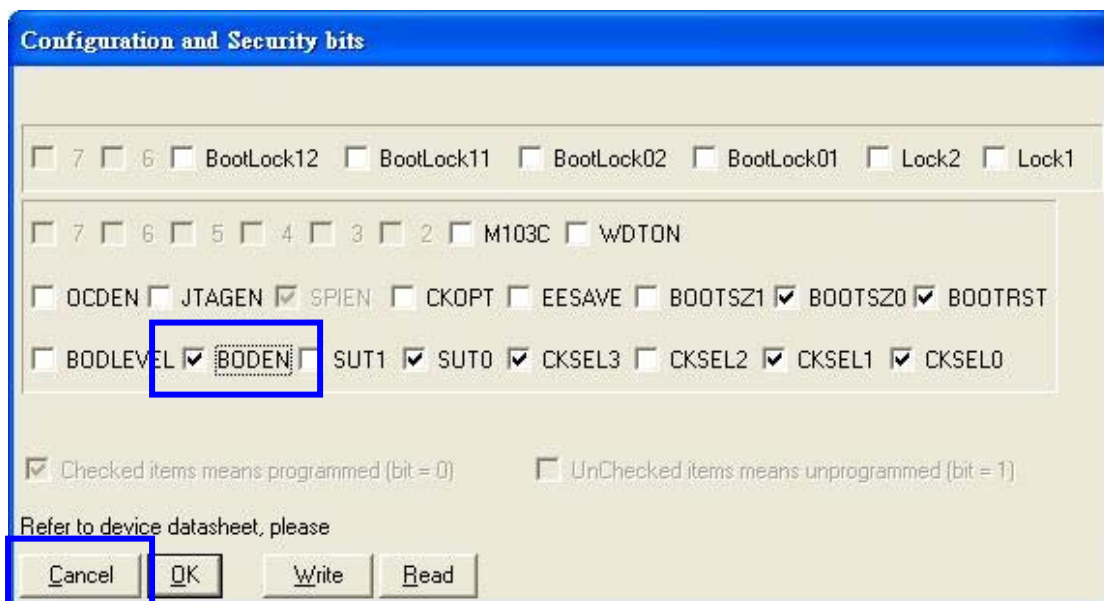 Configuration and Security bits
7 6 BootLock12 BootLock11 BootLock02 BootLock01 Lock2 Lock1
7 6 5 4 3 2 M103C WDTON
OCDEN JTAGEN SPIEN CKOPT EESAVE BOOTSZ1 BOOTSZ0 BOOTRST
BODLEVEL BODEN SUT1 SUT0 CKSEL3 CKSEL2 CKSEL1 CKSEL0
Checked items means programmed (bit = 0) UnChecked items means unprogrammed (bit = 1)
Refer to device datasheet, please
Cancel OK Write Read